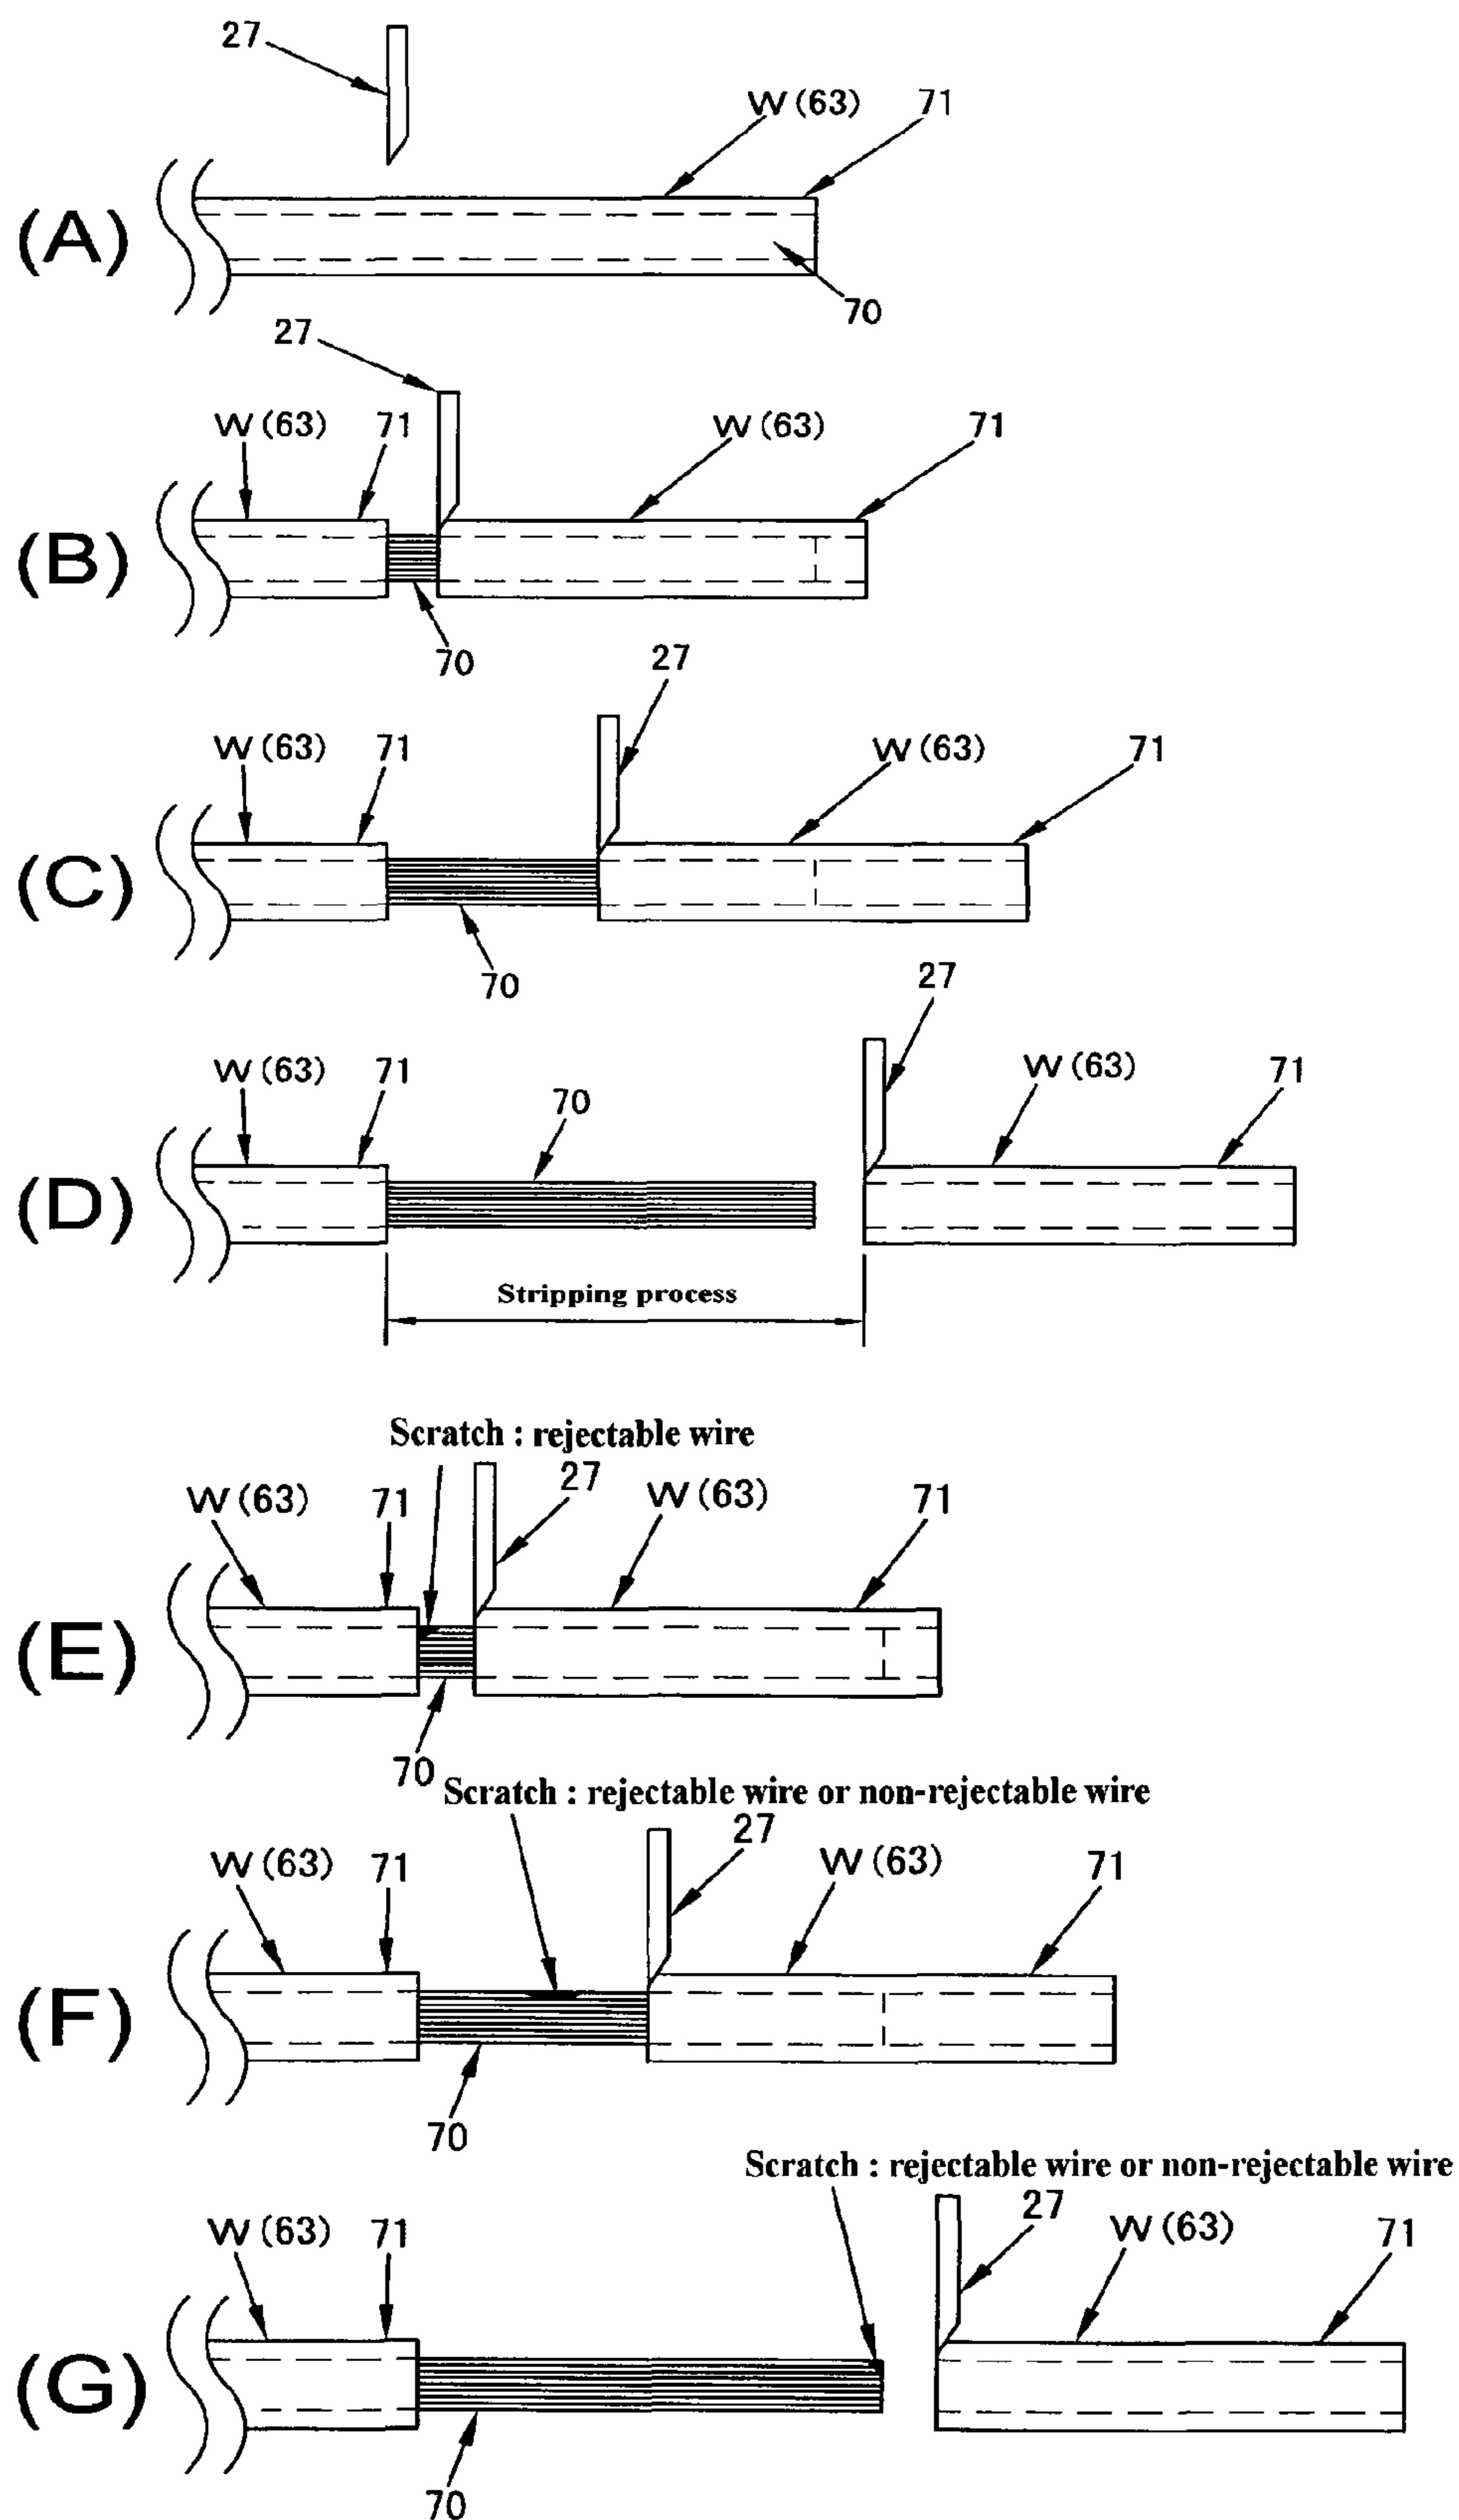 27
W(63) 71
(A)
70
27
W(63) 71 W(63) 71
(B)
70
27
W(63) 71 W(63) 71
(C)
70
27
W(63) 71 70 W(63) 71
(D)
Stripping process
Scratch : rejectable wire
W(63) 71 27 W(63) 71
(E)
70
Scratch : rejectable wire or non-rejectable wire
27
W(63) 71 W(63) 71
(F)
70
Scratch : rejectable wire or non-rejectable wire
27
W(63) 71 W(63) 71
(G)
70